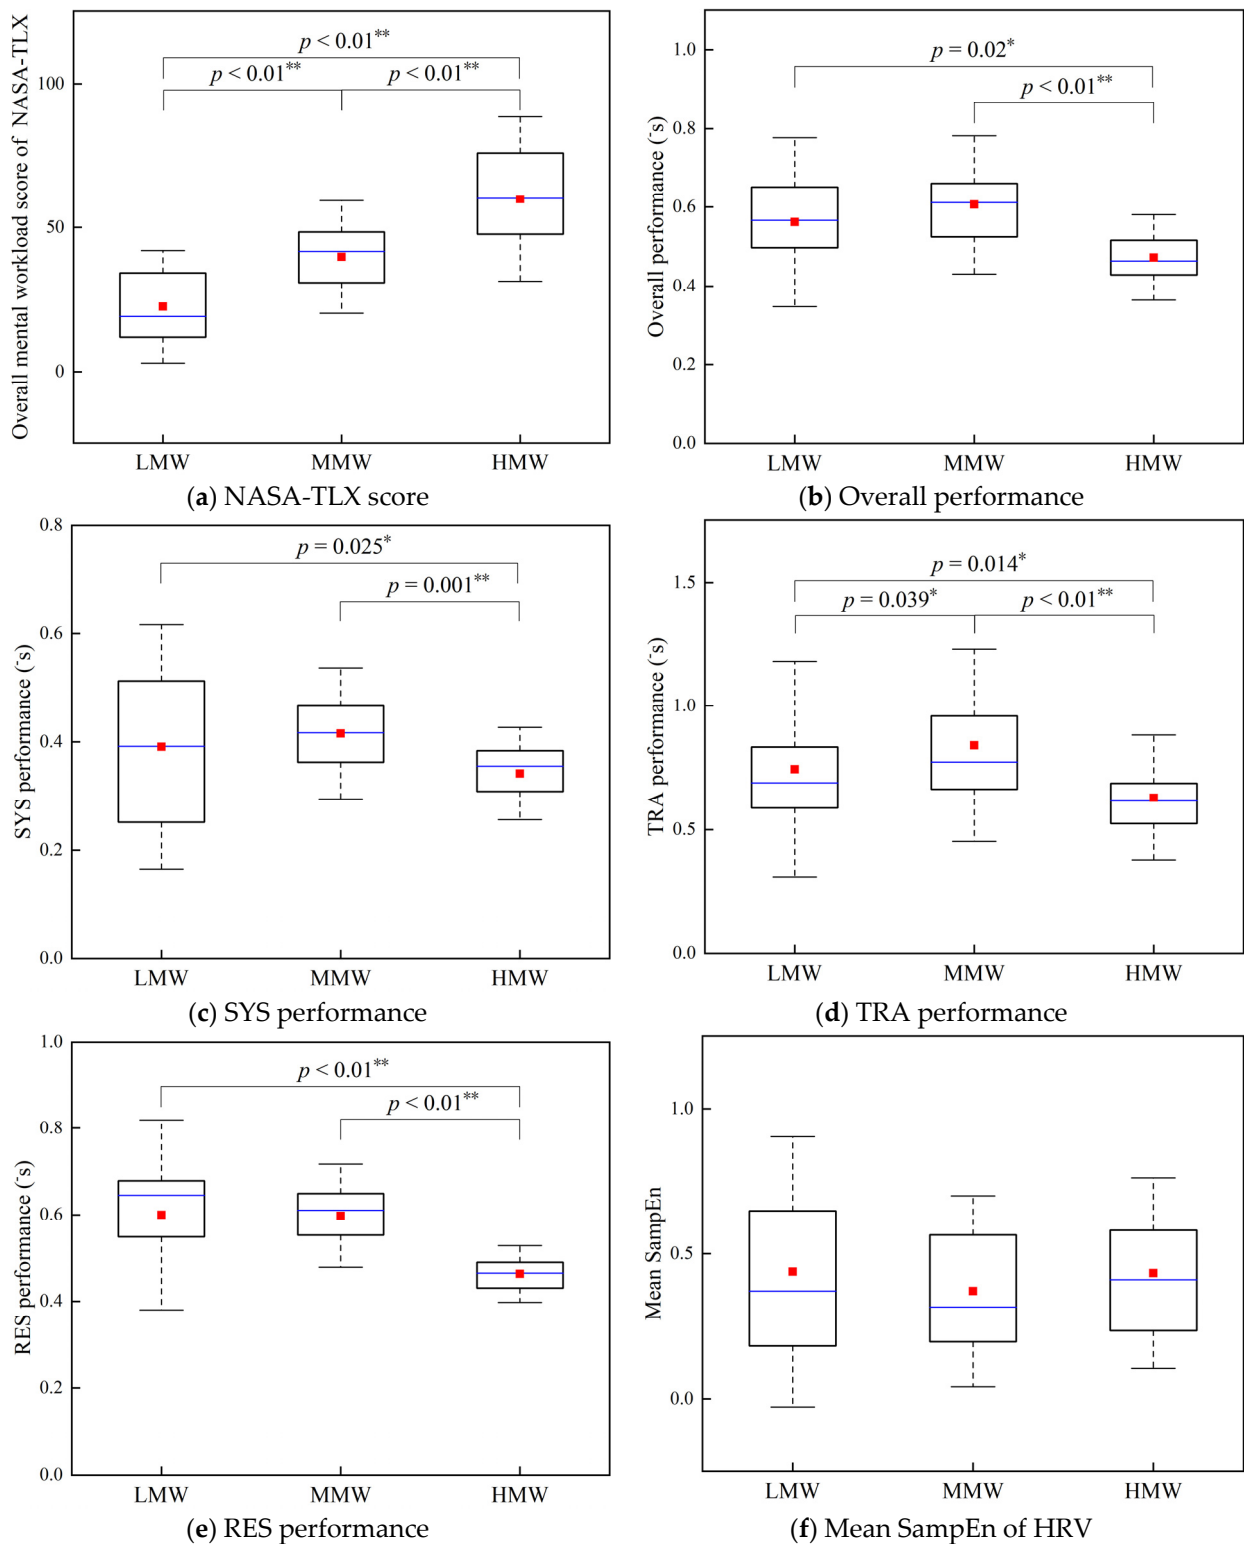 Overall mental workload score of NASA-TLX
100
50
0
p < 0.01**
p < 0.01**
p < 0.01**
LMW
MMW
HMW
(a) NASA-TLX score
Overall performance (-s)
1.0
0.8
0.6
0.4
0.2
0.0
p = 0.02*
p < 0.01**
LMW
MMW
HMW
(b) Overall performance
SYS performance (-s)
0.8
0.6
0.4
0.2
0.0
p = 0.025*
p = 0.001**
LMW
MMW
HMW
(c) SYS performance
TRA performance (-s)
1.5
1.0
0.5
0.0
p = 0.014*
p = 0.039*
p < 0.01**
LMW
MMW
HMW
(d) TRA performance
RES performance (-s)
1.0
0.8
0.6
0.4
0.2
0.0
p < 0.01**
p < 0.01**
LMW
MMW
HMW
(e) RES performance
Mean SampEn
1.0
0.5
0.0
LMW
MMW
HMW
(f) Mean SampEn of HRV